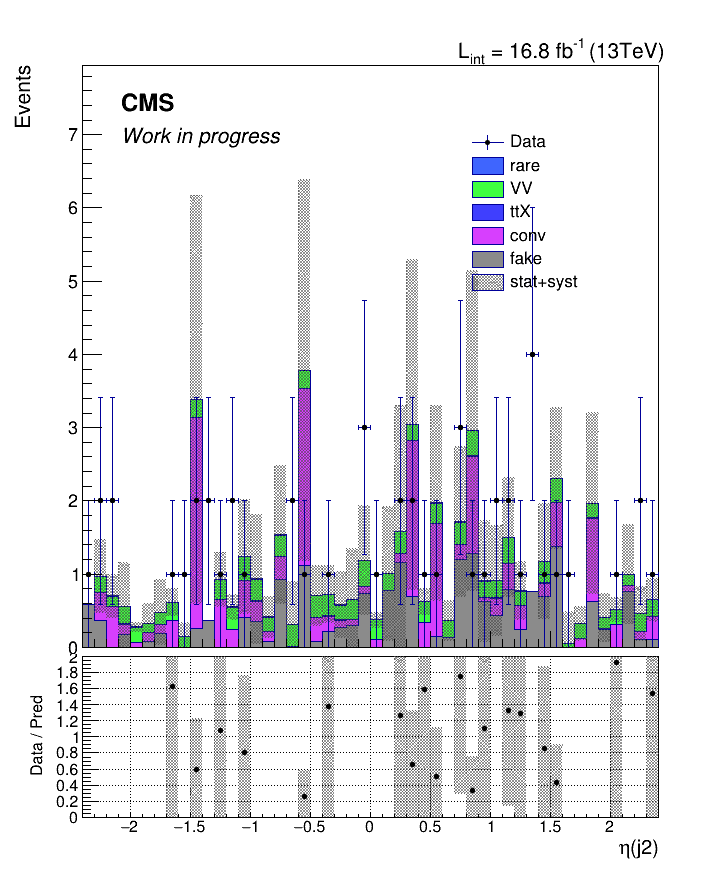 L_int = 16.8 fb^-1 (13TeV)
Events
CMS
Work in progress
Data
rare
VV
ttX
conv
fake
stat+syst
7
6
5
4
3
2
1
0
2
1.8
1.6
1.4
1.2
1
0.8
0.6
0.4
0.2
0
Data / Pred
−2 −1.5 −1 −0.5 0 0.5 1 1.5 2
η(j2)